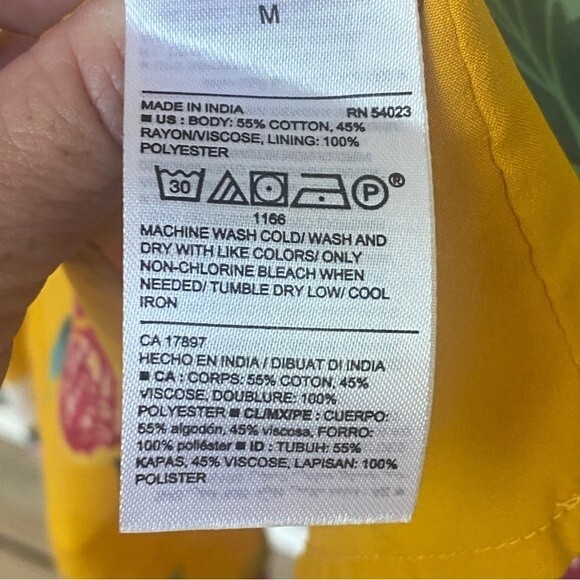 M
MADE IN INDIA RN 54023
■ US : BODY: 55% COTTON, 45%
RAYON/VISCOSE, LINING: 100%
POLYESTER
30 P®
1166
MACHINE WASH COLD/ WASH AND
DRY WITH LIKE COLORS/ ONLY
NON-CHLORINE BLEACH WHEN
NEEDED/ TUMBLE DRY LOW/ COOL
IRON
CA 17897
HECHO EN INDIA / DIBUAT DI INDIA
■ CA : CORPS: 55% COTON, 45%
VISCOSE, DOUBLURE: 100%
POLYESTER ■ CL/MX/PE : CUERPO:
55% algodón, 45% viscosa, FORRO:
100% poliéster ■ ID : TUBUH: 55%
KAPAS, 45% VISCOSE, LAPISAN: 100%
POLISTER